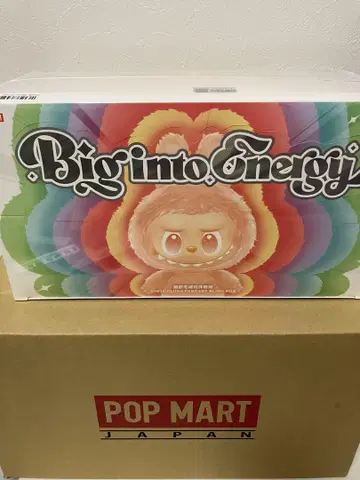 Big into Energy
POP MART
JAPAN